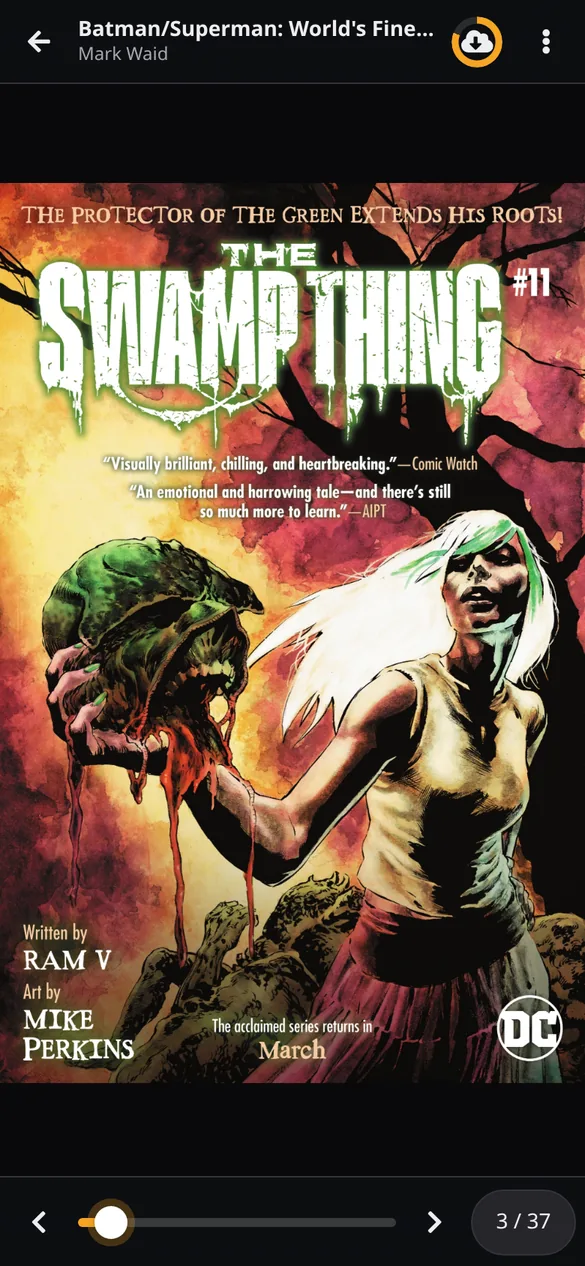 Batman/Superman: World's Fine...
Mark Waid
THE PROTECTOR OF THE GREEN EXTENDS HIS ROOTS!
THE
SWAMP THING
#11
“Visually brilliant, chilling, and heartbreaking.”—Comic Watch
“An emotional and harrowing tale—and there’s still
so much more to learn.”—AIPT
Written by
RAM V
Art by
MIKE
PERKINS
The acclaimed series returns in
March
DC
3 / 37